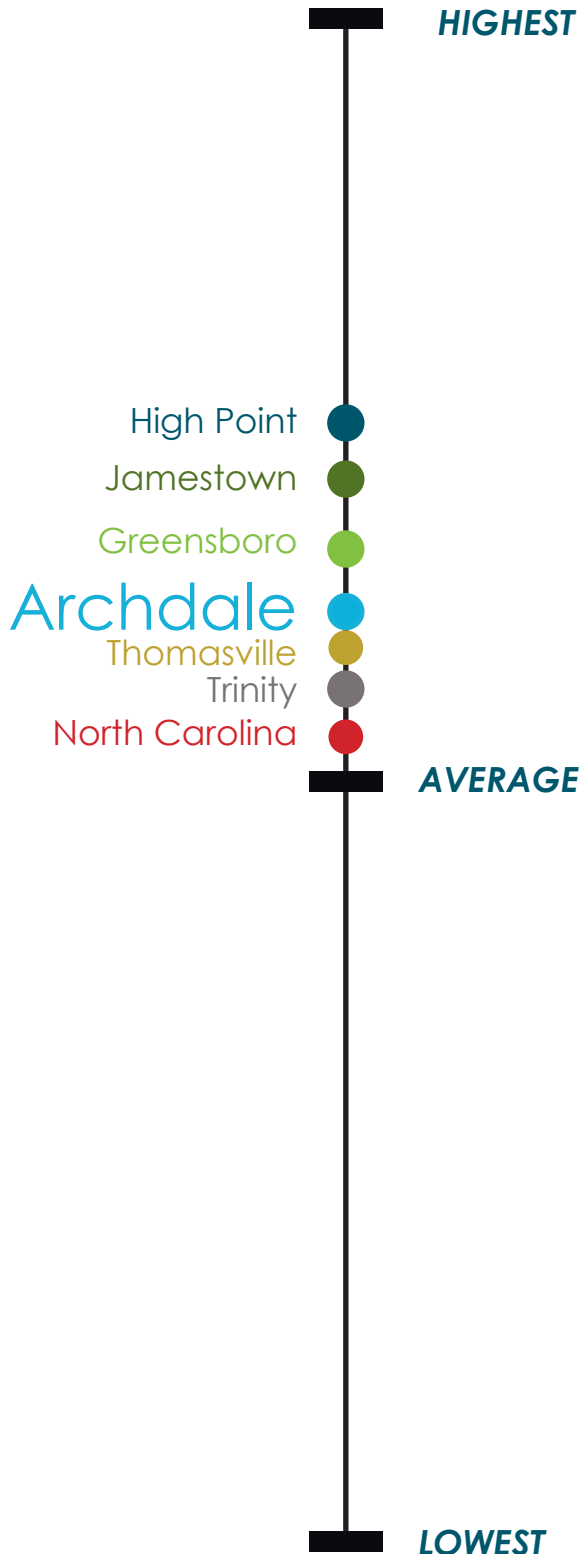 HIGHEST
High Point
Jamestown
Greensboro
Archdale
Thomasville
Trinity
North Carolina
AVERAGE
LOWEST